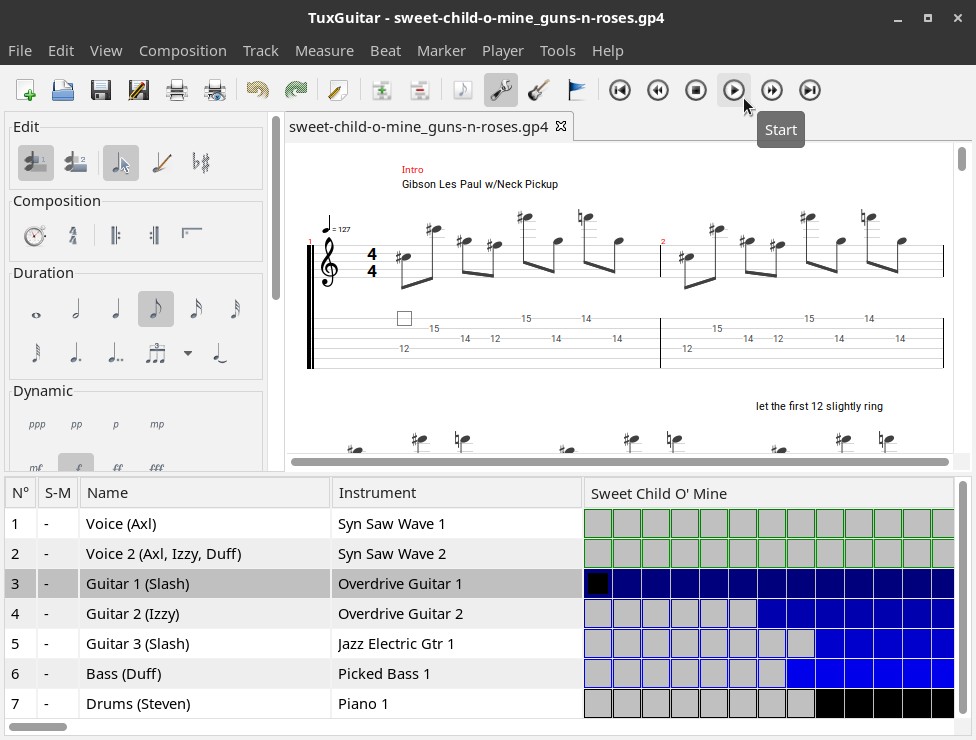 TuxGuitar - sweet-child-o-mine_guns-n-roses.gp4
File Edit View Composition Track Measure Beat Marker Player Tools Help
Start
Edit
1 2
Composition
Duration
3
Dynamic
ppp pp p mp
mf f ff fff
sweet-child-o-mine_guns-n-roses.gp4
Intro
Gibson Les Paul w/Neck Pickup
= 127
1 2
4
4
15 14 15 14
15 15
14 12 14 14 14 12 14 14
12 12
let the first 12 slightly ring
N° S-M Name Instrument Sweet Child O' Mine
1 - Voice (Axl) Syn Saw Wave 1
2 - Voice 2 (Axl, Izzy, Duff) Syn Saw Wave 2
3 - Guitar 1 (Slash) Overdrive Guitar 1
4 - Guitar 2 (Izzy) Overdrive Guitar 2
5 - Guitar 3 (Slash) Jazz Electric Gtr 1
6 - Bass (Duff) Picked Bass 1
7 - Drums (Steven) Piano 1